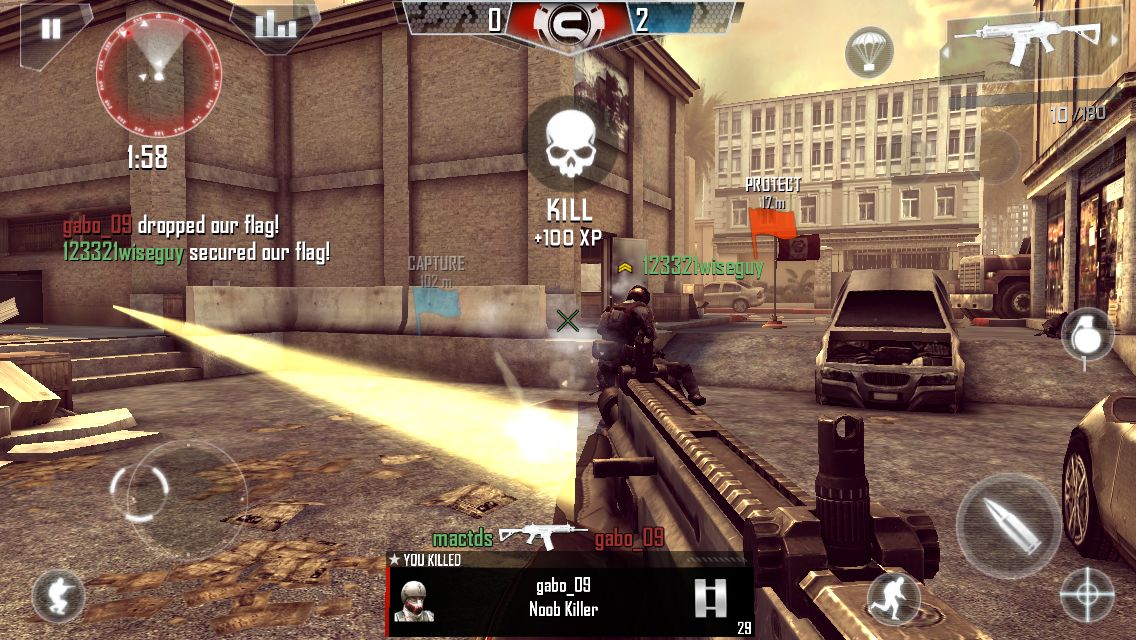 0 2
10 /180
1:58
KILL
+100 XP
PROTECT
17 m
gabo_09 dropped our flag!
123321wiseguy secured our flag!
CAPTURE
102 m
123321wiseguy
mactds gabo_09
YOU KILLED
gabo_09
Noob Killer
29